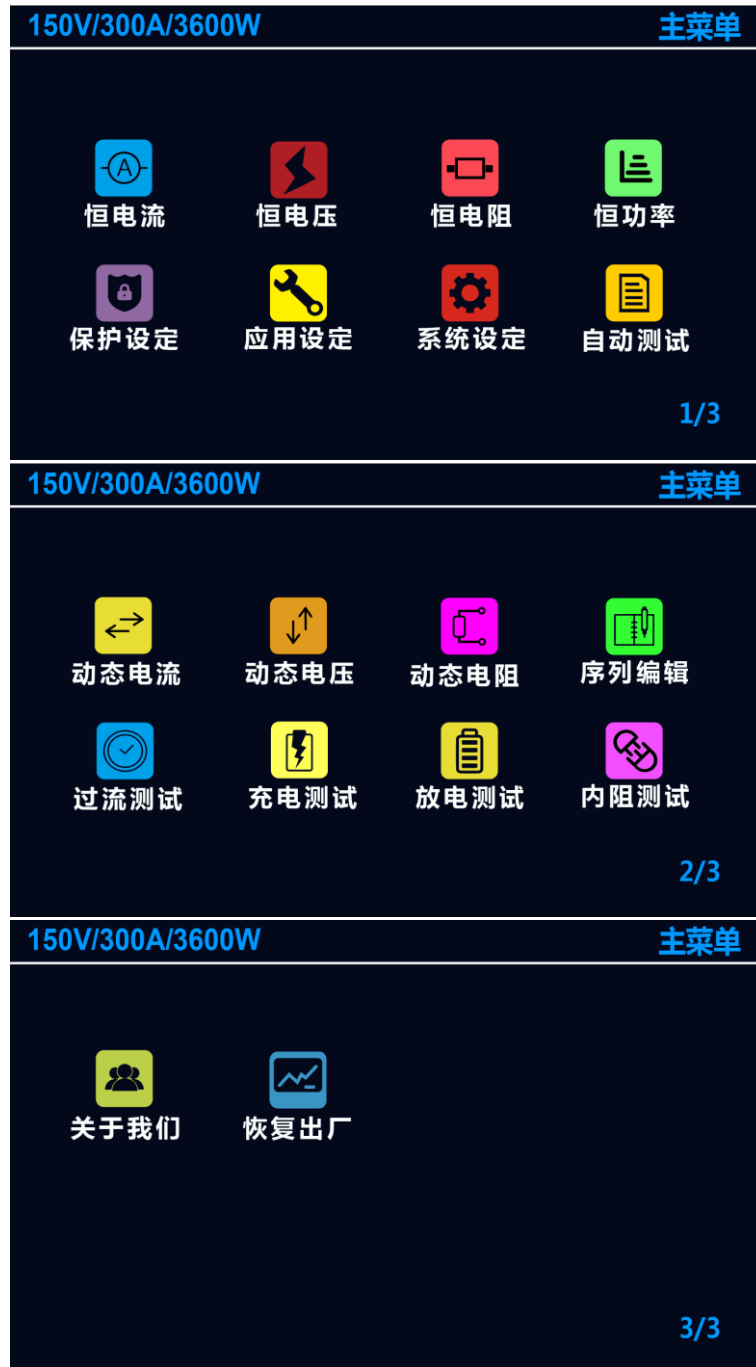 150V/300A/3600W 主菜单
恒电流 恒电压 恒电阻 恒功率
保护设定 应用设定 系统设定 自动测试
1/3
150V/300A/3600W 主菜单
动态电流 动态电压 动态电阻 序列编辑
过流测试 充电测试 放电测试 内阻测试
2/3
150V/300A/3600W 主菜单
关于我们 恢复出厂
3/3